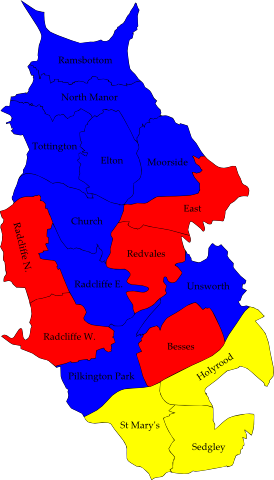 Ramsbottom
North Manor
Tottington
Elton
Moorside
East
Church
Redvales
Radcliffe N.
Radcliffe E.
Unsworth
Radcliffe W.
Besses
Holyrood
Pilkington Park
St Mary's
Sedgley